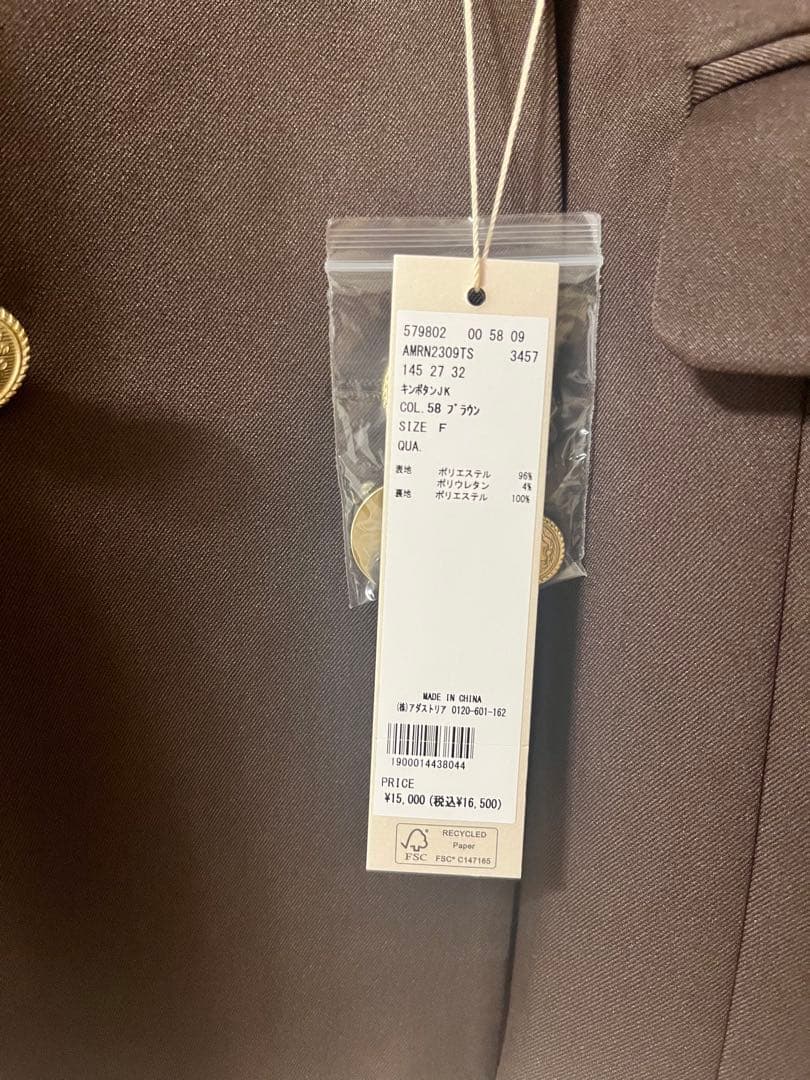 579802 00 58 09
AMRN2309TS 3457
145 27 32
キンボタンJK
COL.58 ブラウン
SIZE F
QUA.
表地 ポリエステル 96%
ポリウレタン 4%
裏地 ポリエステル 100%
MADE IN CHINA
(株)アダストリア 0120-601-162
1900014438044
PRICE
¥15,000(税込¥16,500)
RECYCLED
Paper
FSC
FSC® C147165